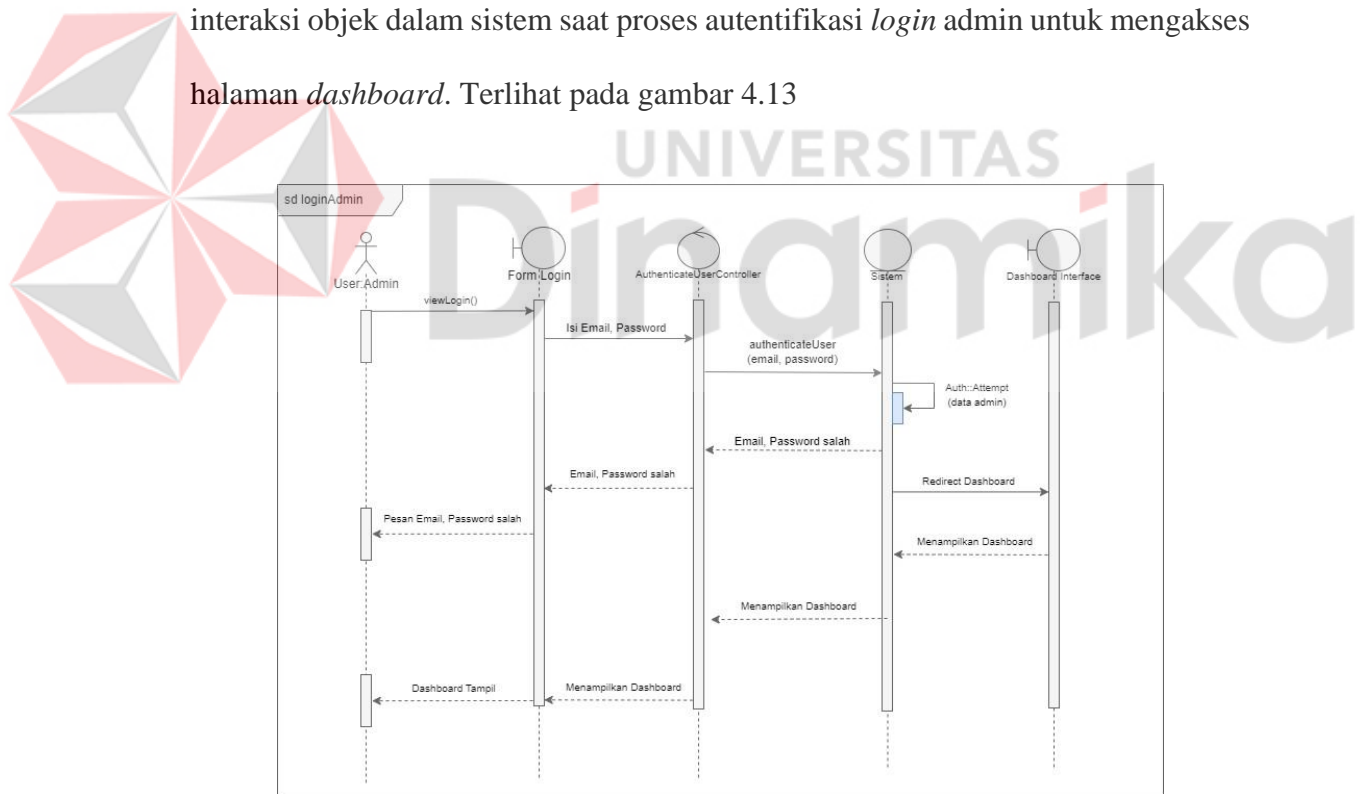 interaksi objek dalam sistem saat proses autentifikasi login admin untuk mengakses
halaman dashboard. Terlihat pada gambar 4.13
UNIVERSITAS
Dinamika
sd loginAdmin
User:Admin
Form Login
AuthenticateUserController
Sistem
Dashboard Interface
viewLogin()
Isi Email, Password
authenticateUser
(email, password)
Auth::Attempt
(data admin)
Email, Password salah
Email, Password salah
Redirect Dashboard
Pesan Email, Password salah
Menampilkan Dashboard
Menampilkan Dashboard
Dashboard Tampil
Menampilkan Dashboard